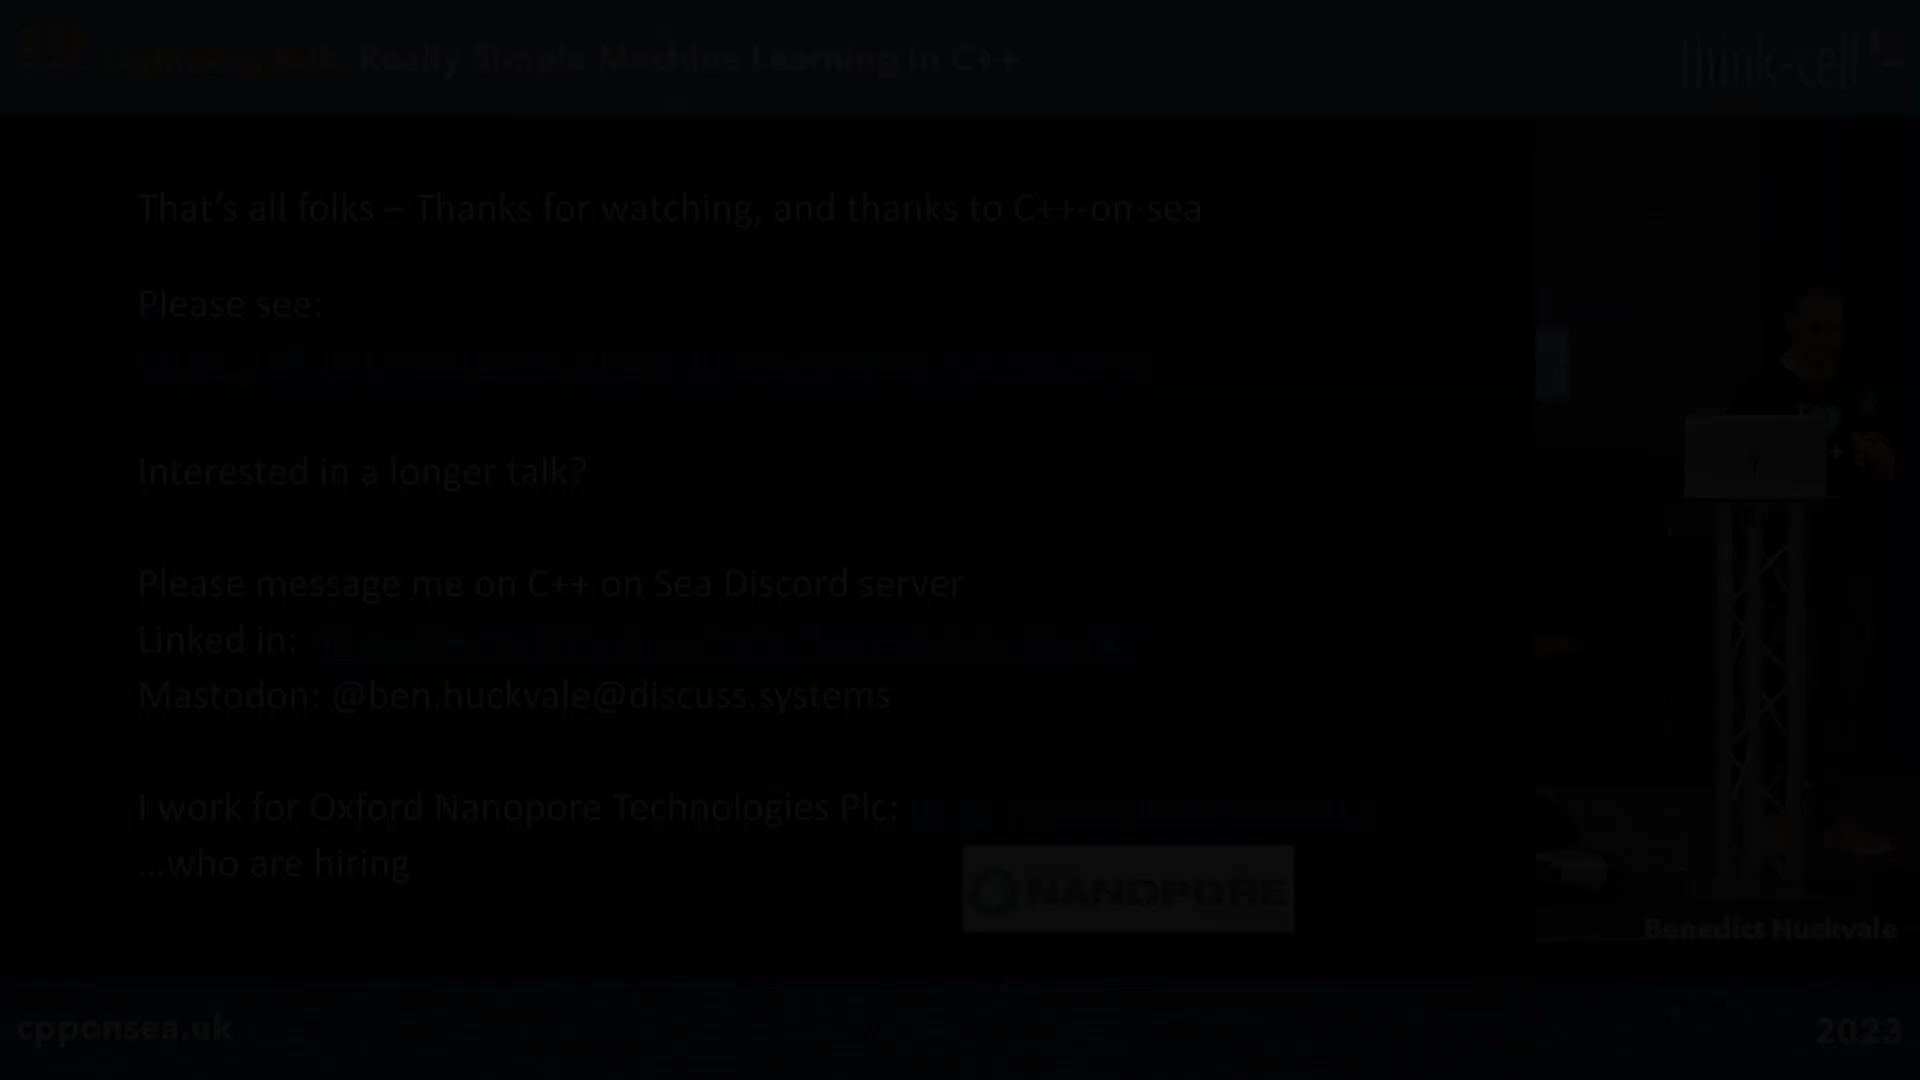 Lightning Talk: Really Simple Machine Learning in C++
think-cell
That's all folks – Thanks for watching, and thanks to C++-on-sea
Please see:
Interested in a longer talk?
Please message me on C++ on Sea Discord server
Linked in:
Mastodon: @ben.huckvale@discuss.systems
I work for Oxford Nanopore Technologies Plc:
...who are hiring
NANOPORE
Benedict Huckvale
cpponsea.uk
2023